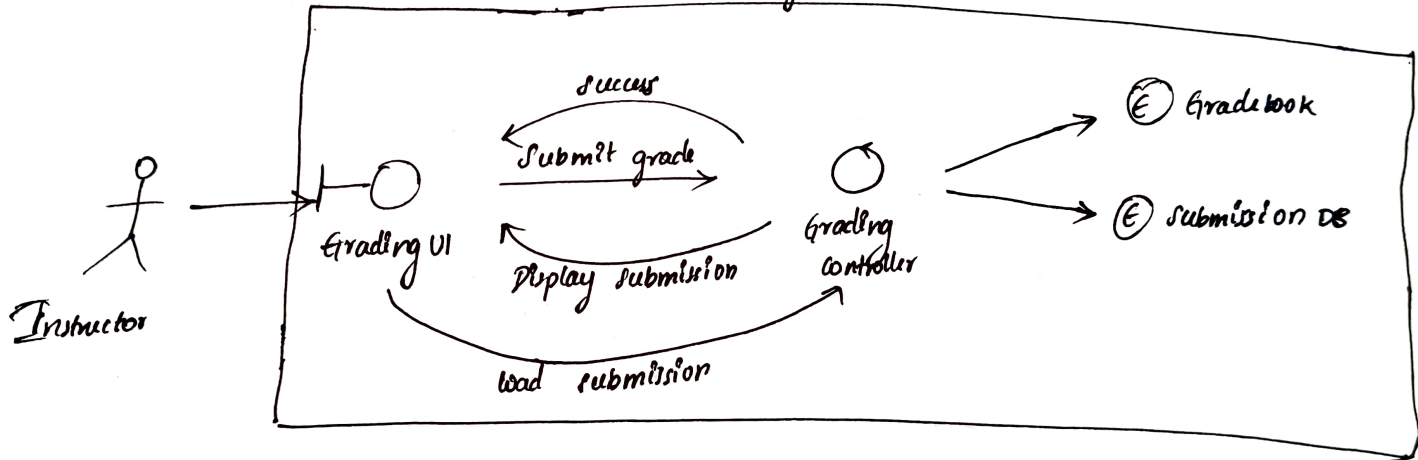 Success
Submit grade
Display submission
load submission
Instructor
Grading UI
Grading
Controller
E Gradebook
E Submission DB